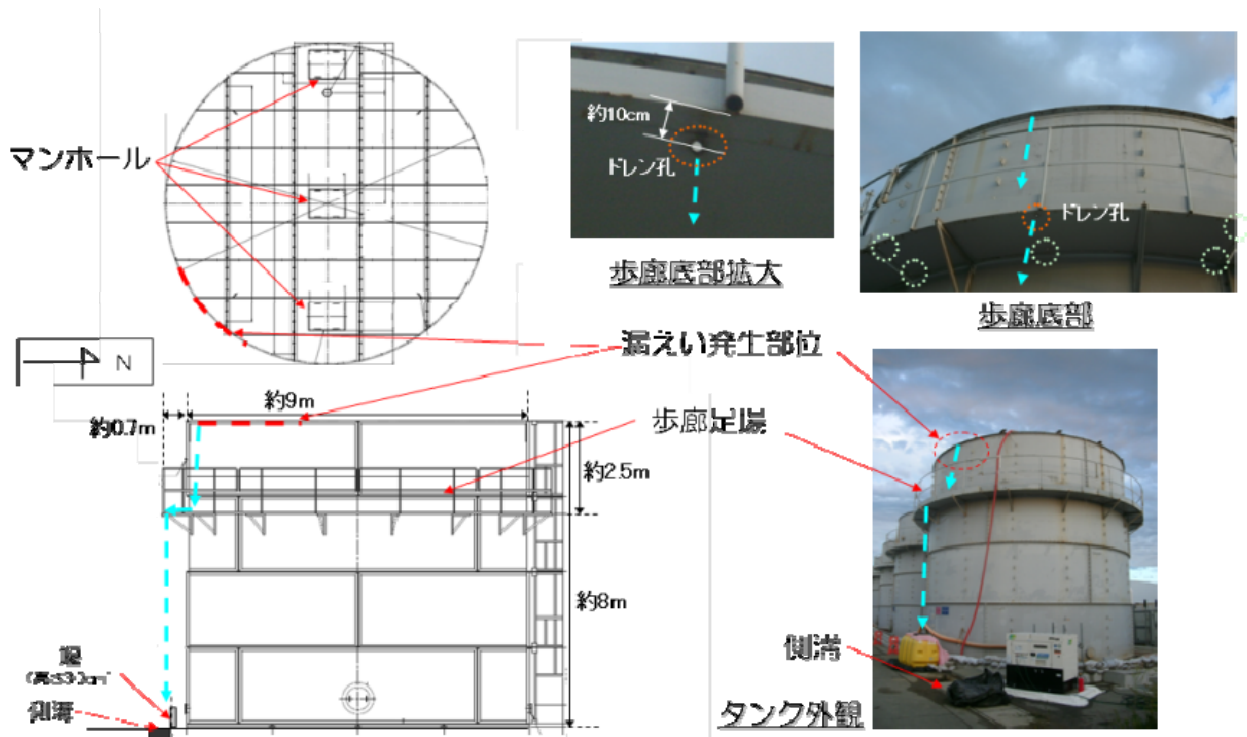 マンホール
約10cm
ドレン孔
歩廊底部拡大
ドレン孔
歩廊底部
N
漏えい発生部位
約9m
約0.7m
歩廊足場
約2.5m
約8m
堰
側溝
側溝
タンク外観